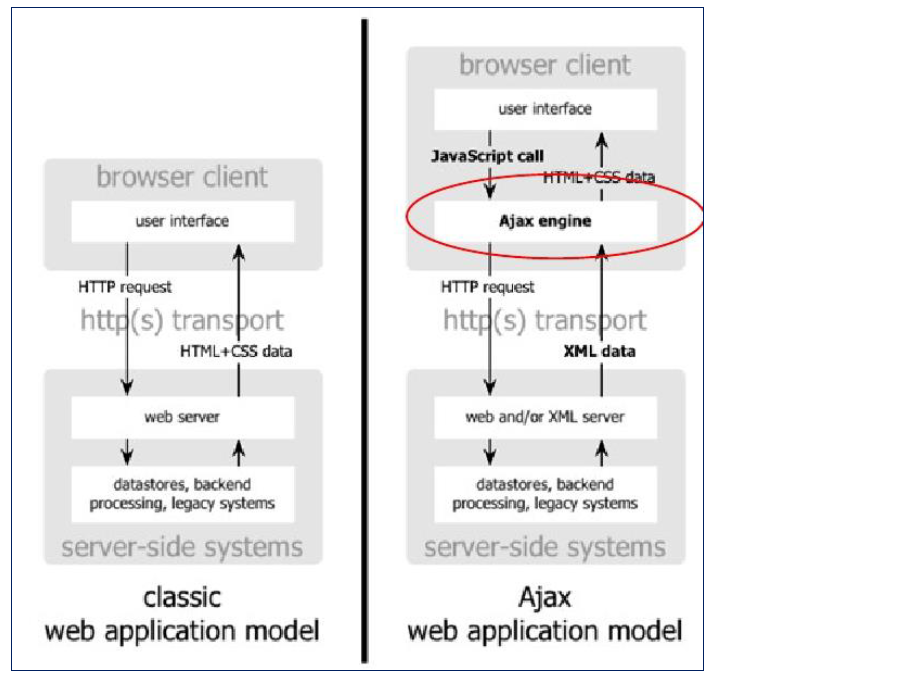 browser client
user interface
HTTP request
http(s) transport
HTML+CSS data
web server
datastores, backend
processing, legacy systems
server-side systems
classic
web application model
browser client
user interface
JavaScript call
HTML+CSS data
Ajax engine
HTTP request
http(s) transport
XML data
web and/or XML server
datastores, backend
processing, legacy systems
server-side systems
Ajax
web application model